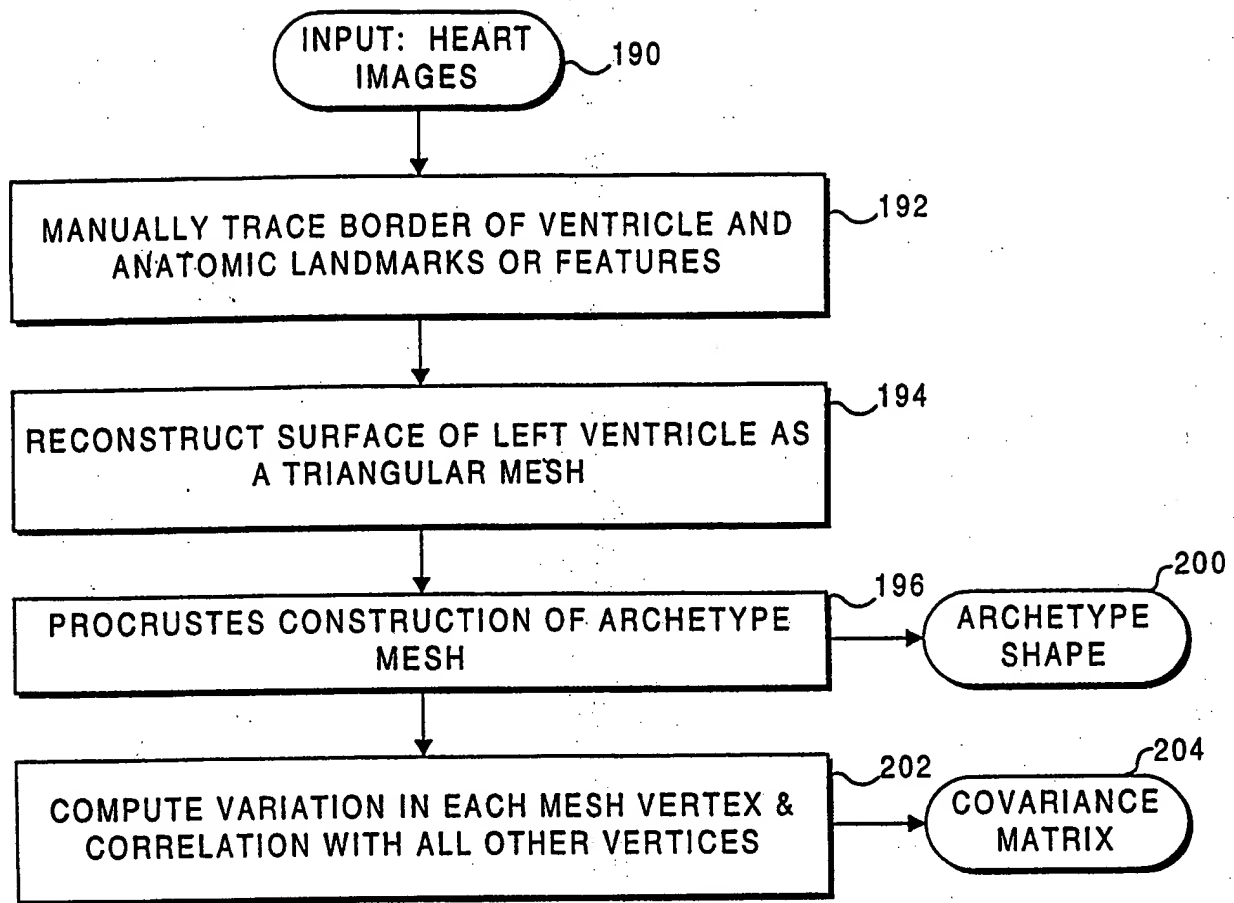 INPUT: HEART
IMAGES
190
MANUALLY TRACE BORDER OF VENTRICLE AND
ANATOMIC LANDMARKS OR FEATURES
192
RECONSTRUCT SURFACE OF LEFT VENTRICLE AS
A TRIANGULAR MESH
194
PROCRUSTES CONSTRUCTION OF ARCHETYPE
MESH
196
ARCHETYPE
SHAPE
200
COMPUTE VARIATION IN EACH MESH VERTEX &
CORRELATION WITH ALL OTHER VERTICES
202
COVARIANCE
MATRIX
204